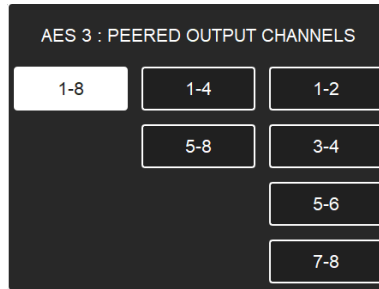 AES 3 : PEERED OUTPUT CHANNELS
1-8 1-4 1-2
5-8 3-4
5-6
7-8